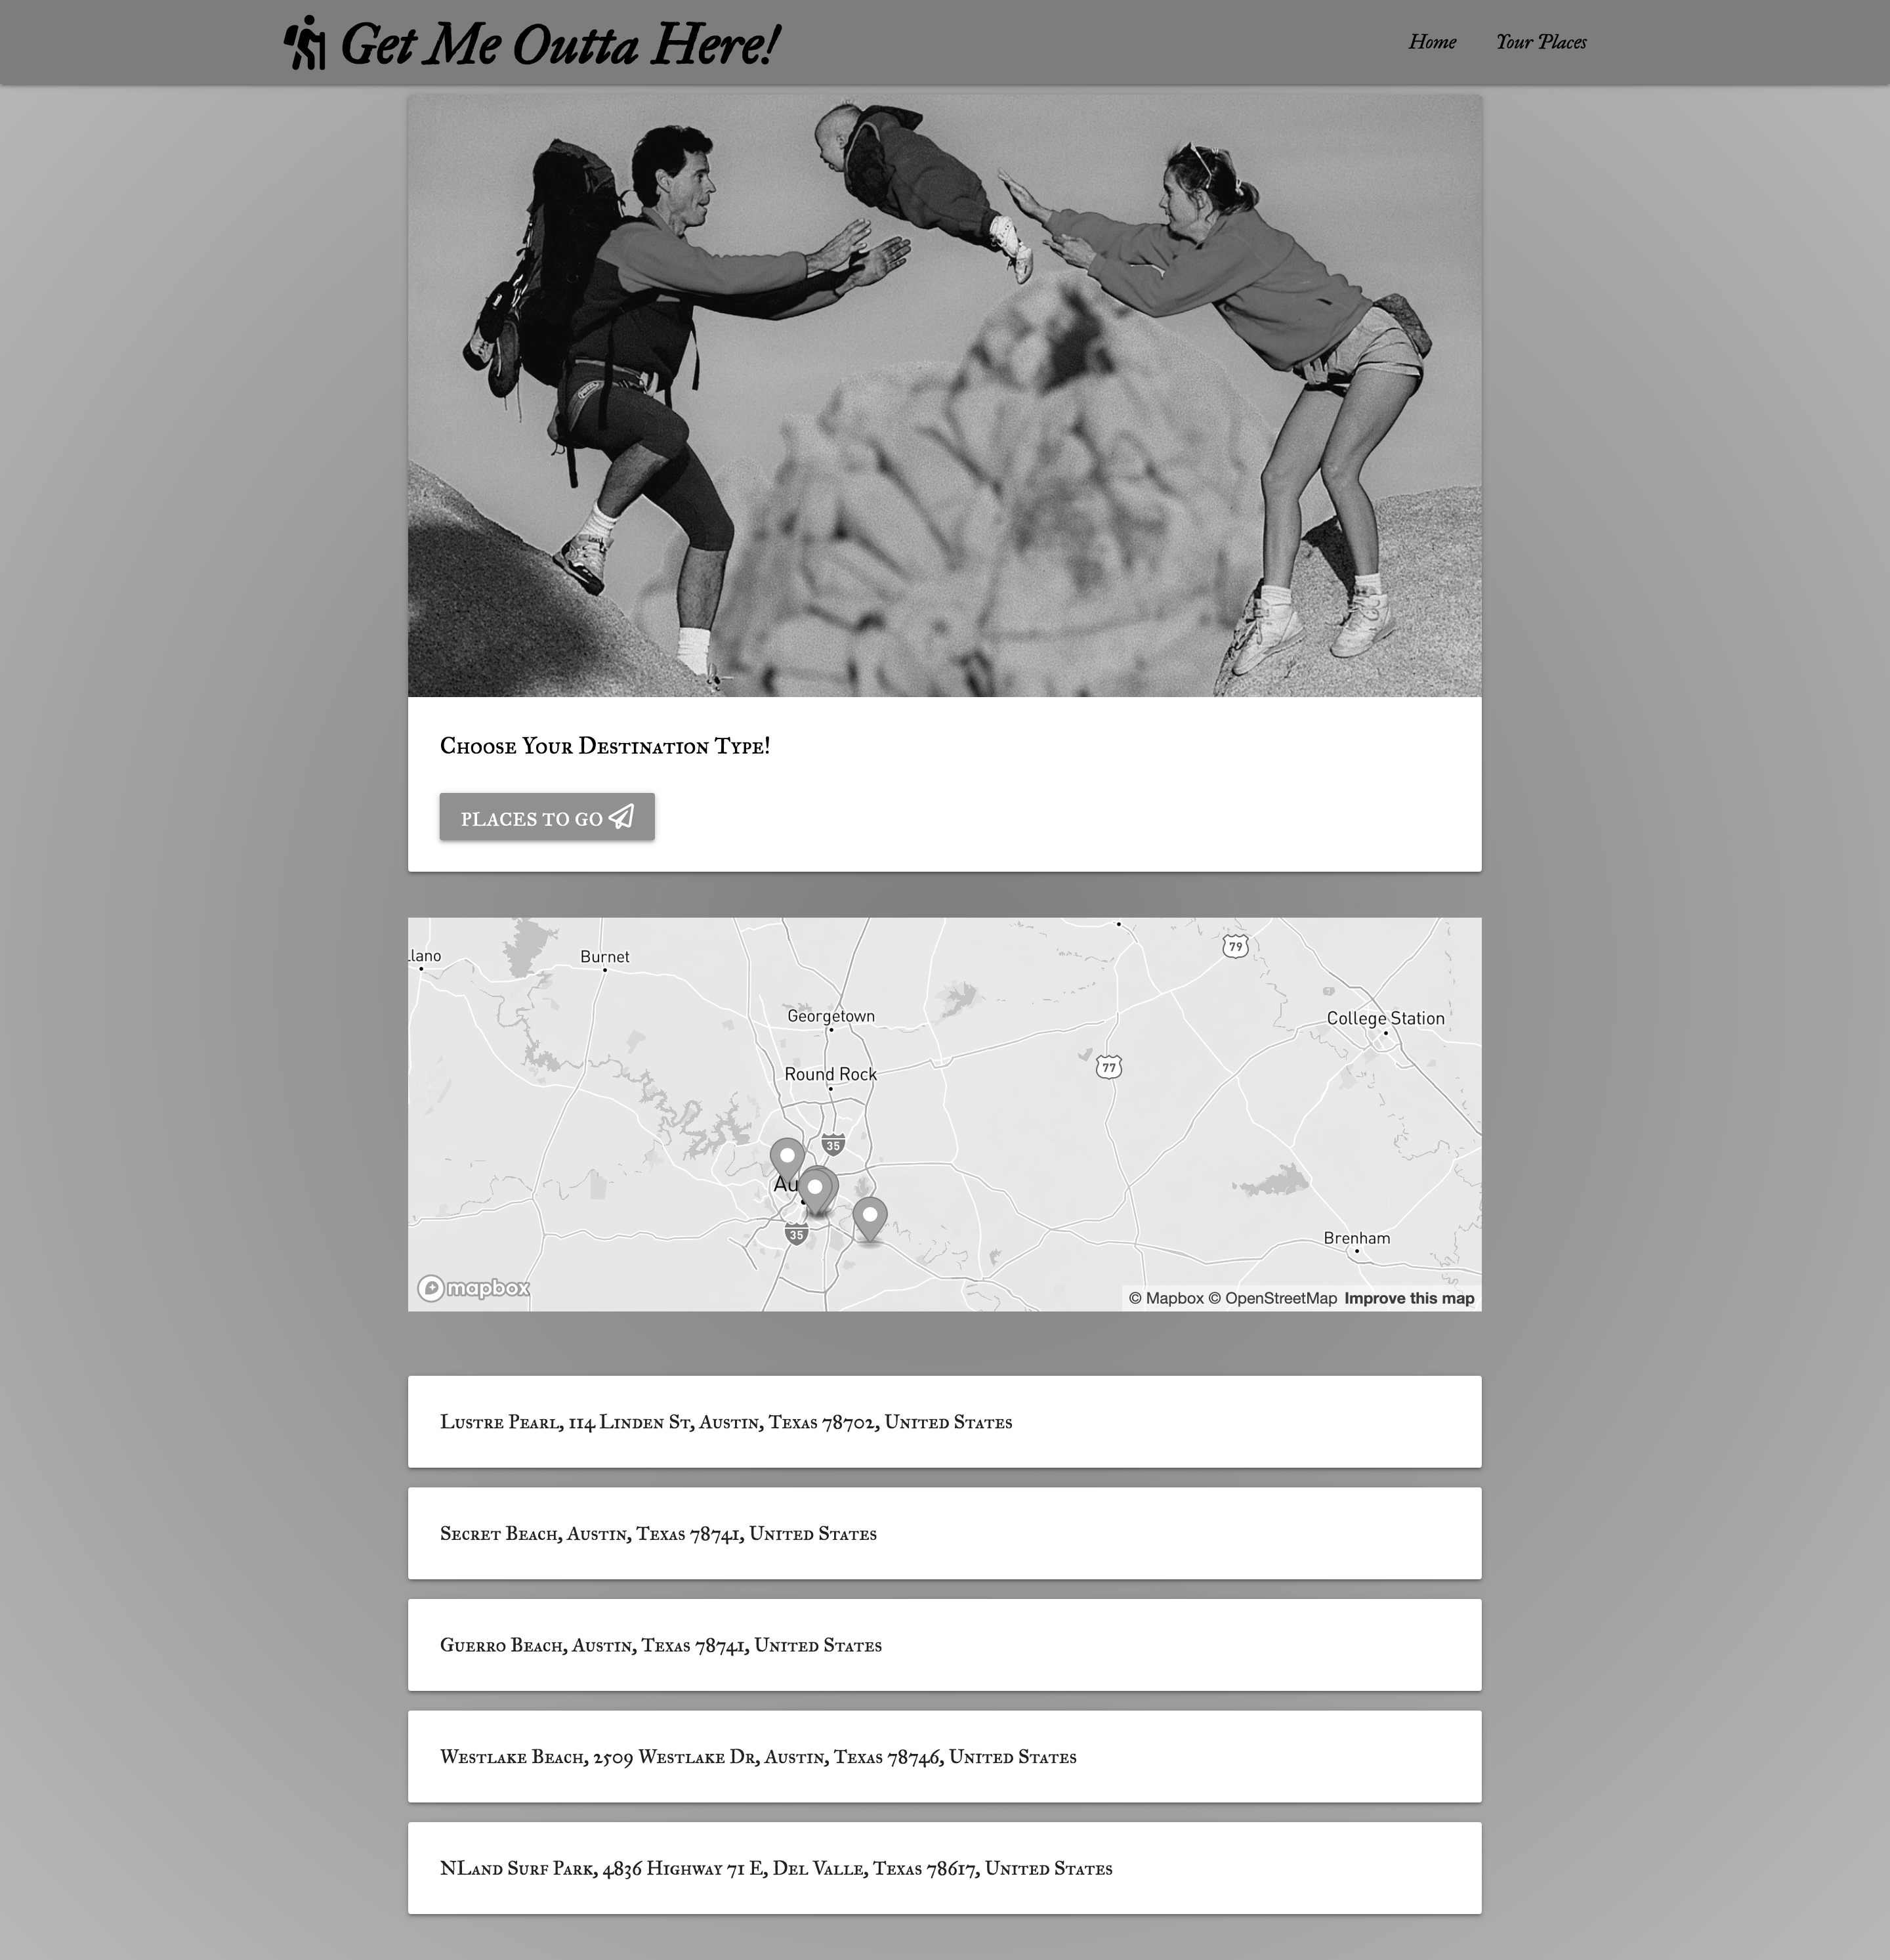 Get Me Outta Here!
Home
Your Places
Choose Your Destination Type!
PLACES TO GO
Llano
Burnet
79
Georgetown
College Station
Round Rock
77
35
Au
35
Brenham
mapbox
© Mapbox © OpenStreetMap Improve this map
Lustre Pearl, 114 Linden St, Austin, Texas 78702, United States
Secret Beach, Austin, Texas 78741, United States
Guerro Beach, Austin, Texas 78741, United States
Westlake Beach, 2509 Westlake Dr, Austin, Texas 78746, United States
NLand Surf Park, 4836 Highway 71 E, Del Valle, Texas 78617, United States